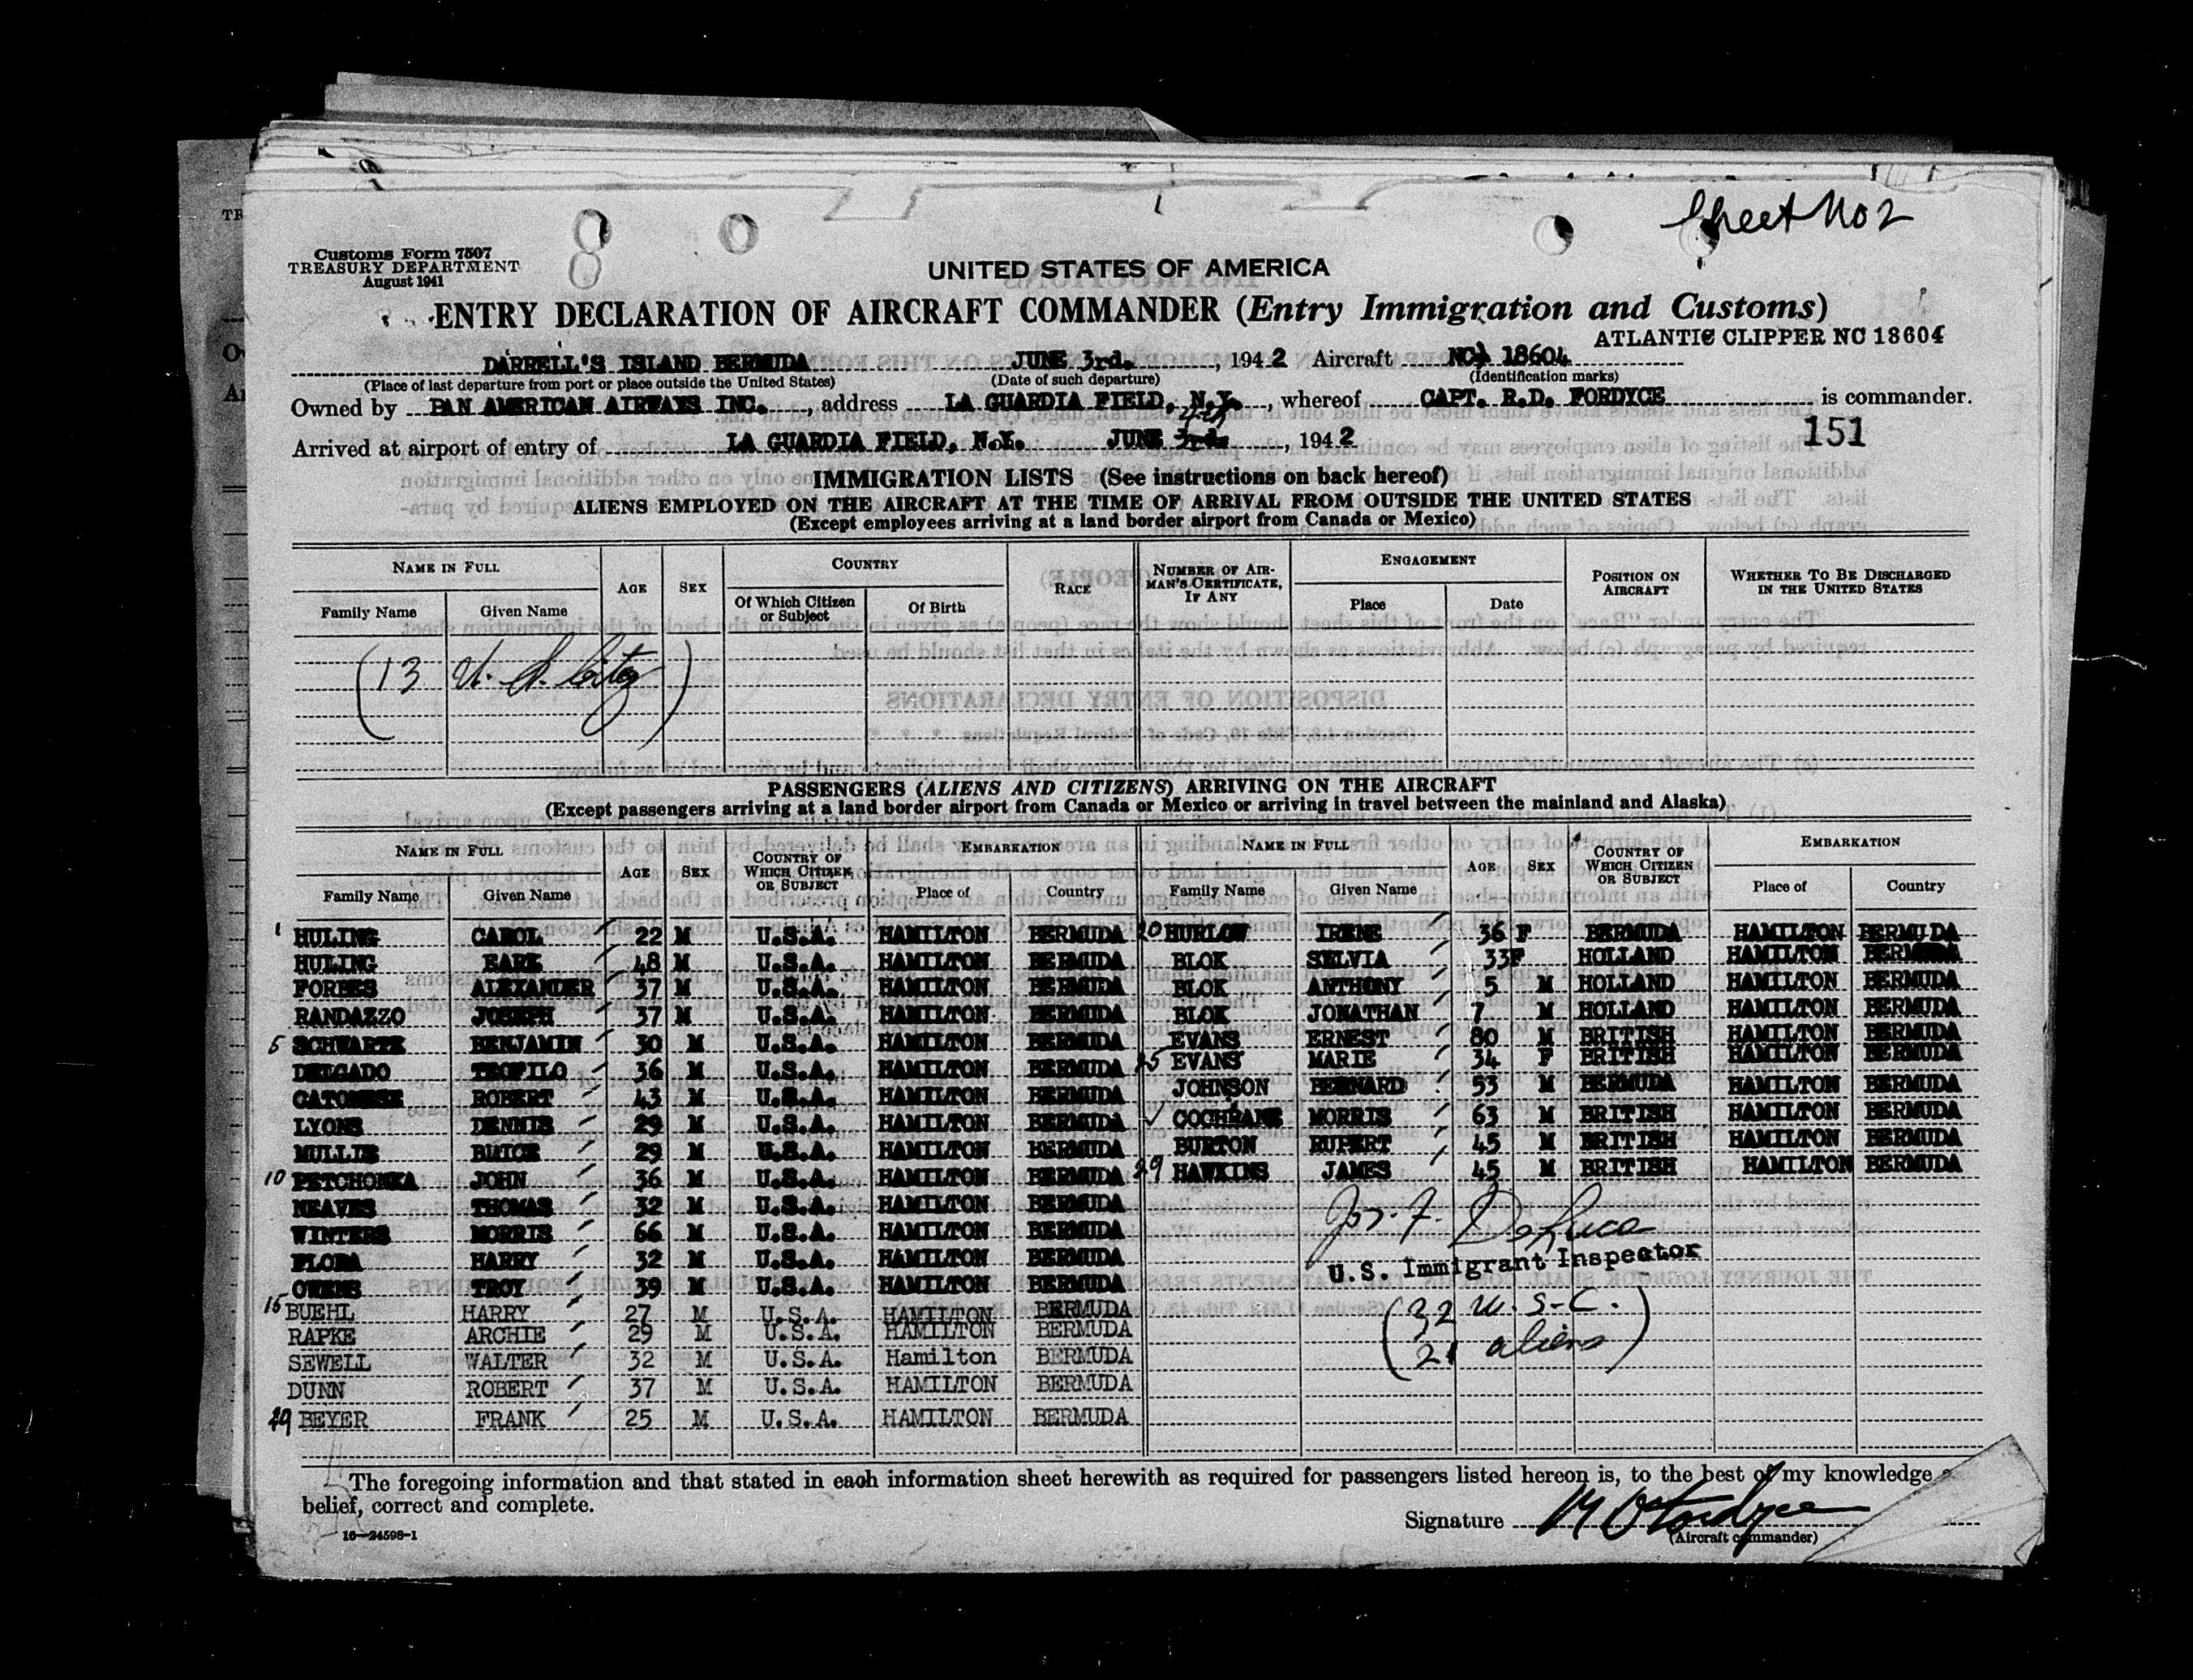 Sheet No 2
Customs Form 7507
TREASURY DEPARTMENT
August 1941
UNITED STATES OF AMERICA
ENTRY DECLARATION OF AIRCRAFT COMMANDER (Entry Immigration and Customs)
ATLANTIC CLIPPER NC 18604
DARRELL'S ISLAND BERMUDA JUNE 3rd., 1942 Aircraft NC 18604
(Place of last departure from port or place outside the United States) (Date of such departure) (Identification marks)
Owned by PAN AMERICAN AIRWAYS INC., address LA GUARDIA FIELD, N.Y., whereof CAPT. R.D. FORDYCE is commander.
Arrived at airport of entry of LA GUARDIA FIELD, N.Y. JUNE 3rd., 1942 151
IMMIGRATION LISTS (See instructions on back hereof)
ALIENS EMPLOYED ON THE AIRCRAFT AT THE TIME OF ARRIVAL FROM OUTSIDE THE UNITED STATES
(Except employees arriving at a land border airport from Canada or Mexico)
NAME IN FULL AGE SEX COUNTRY RACE NUMBER OF AIRMAN'S CERTIFICATE, IF ANY ENGAGEMENT POSITION ON AIRCRAFT WHETHER TO BE DISCHARGED IN THE UNITED STATES
Family Name Given Name Of Which Citizen or Subject Of Birth Place Date
(13 U. S. Citz)
PASSENGERS (ALIENS AND CITIZENS) ARRIVING ON THE AIRCRAFT
(Except passengers arriving at a land border airport from Canada or Mexico or arriving in travel between the mainland and Alaska)
NAME IN FULL AGE SEX COUNTRY OF WHICH CITIZEN OR SUBJECT EMBARKATION NAME IN FULL AGE SEX COUNTRY OF WHICH CITIZEN OR SUBJECT EMBARKATION
Family Name Given Name Place of Country Family Name Given Name Place of Country
1 HULING CAROL 22 M U.S.A. HAMILTON BERMUDA 20 HURLOW IRENE 36 F BERMUDA HAMILTON BERMUDA
HULING EARL 48 M U.S.A. HAMILTON BERMUDA BLOK SELVIA 33 F HOLLAND HAMILTON BERMUDA
FORBES ALEXANDER 37 M U.S.A. HAMILTON BERMUDA BLOK ANTHONY 5 M HOLLAND HAMILTON BERMUDA
RANDAZZO JOSEPH 37 M U.S.A. HAMILTON BERMUDA BLOK JONATHAN 7 M HOLLAND HAMILTON BERMUDA
5 SCHWARTZ BENJAMIN 30 M U.S.A. HAMILTON BERMUDA EVANS ERNEST 80 M BRITISH HAMILTON BERMUDA
DELGADO TEOFILO 36 M U.S.A. HAMILTON BERMUDA 25 EVANS MARIE 34 F BRITISH HAMILTON BERMUDA
ROBERT 43 M U.S.A. HAMILTON BERMUDA JOHNSON BERNARD 53 M BERMUDA HAMILTON BERMUDA
LYONS DENNIS 29 M U.S.A. HAMILTON BERMUDA COCHRANE MORRIS 63 M BRITISH HAMILTON BERMUDA
MULLIS 29 M U.S.A. HAMILTON BERMUDA BURTON RUPERT 45 M BRITISH HAMILTON BERMUDA
10 PETCHONKA JOHN 36 M U.S.A. HAMILTON BERMUDA 29 HAWKINS JAMES 45 M BRITISH HAMILTON BERMUDA
NEAVES THOMAS 32 M U.S.A. HAMILTON BERMUDA
WINTERS MORRIS 66 M U.S.A. HAMILTON BERMUDA Jos. F. DeLuca
FLORA HARRY 32 M U.S.A. HAMILTON BERMUDA U.S. Immigrant Inspector
OWENS TROY 39 M U.S.A. HAMILTON BERMUDA
15 BUEHL HARRY 27 M U.S.A. HAMILTON BERMUDA (32 U.S.C.
RAPKE ARCHIE 29 M U.S.A. HAMILTON BERMUDA 21 aliens)
SEWELL WALTER 32 M U.S.A. Hamilton BERMUDA
DUNN ROBERT 37 M U.S.A. HAMILTON BERMUDA
19 BEYER FRANK 25 M U.S.A. HAMILTON BERMUDA
The foregoing information and that stated in each information sheet herewith as required for passengers listed hereon is, to the best of my knowledge
belief, correct and complete.
Signature R D Fordyce
16—24598-1 (Aircraft commander)